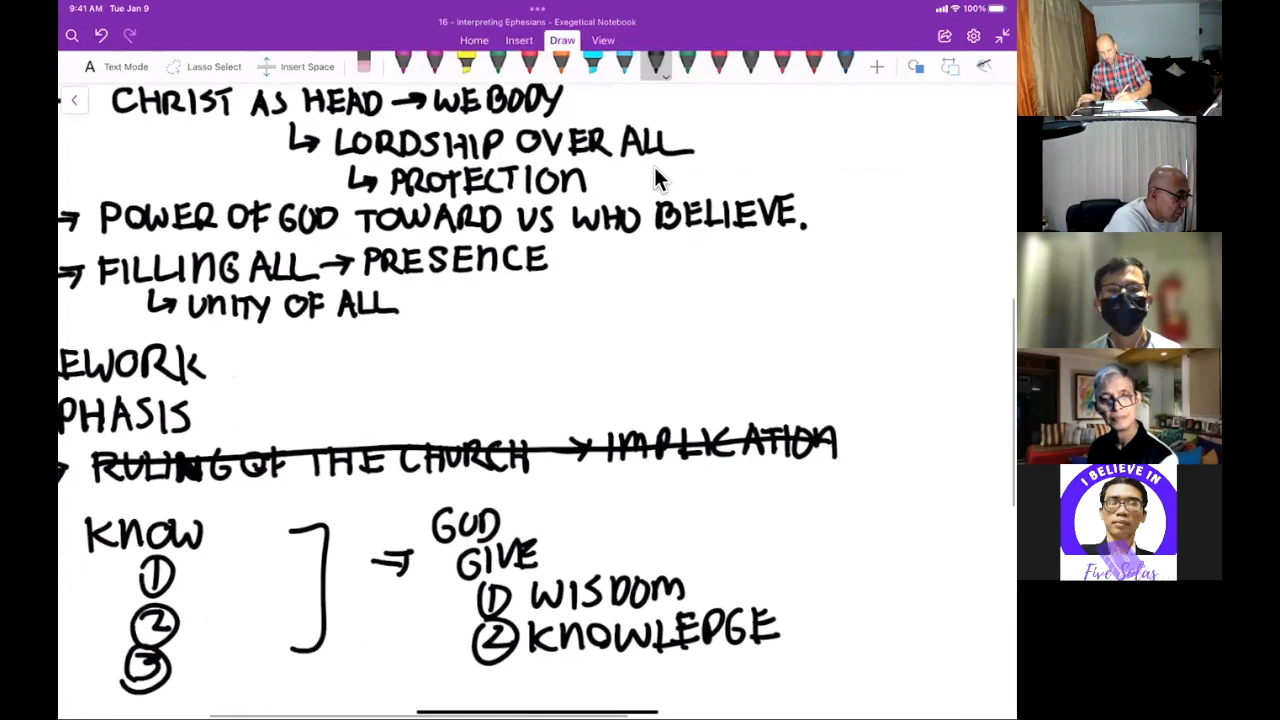 9:41 AM Tue Jan 9
100%
16 - Interpreting Ephesians - Exegetical Notebook
Home Insert Draw View
A Text Mode Lasso Select Insert Space
CHRIST AS HEAD → WE BODY
↳ LORDSHIP OVER ALL
↳ PROTECTION
→ POWER OF GOD TOWARD US WHO BELIEVE.
⇒ FILLING ALL → PRESENCE
↳ UNITY OF ALL
EWORK
PHASIS
RULING OF THE CHURCH → IMPLICATION
KNOW
①
②
③
⇒ GOD
GIVE
① WISDOM
② KNOWLEDGE
I BELIEVE IN
Five Solas